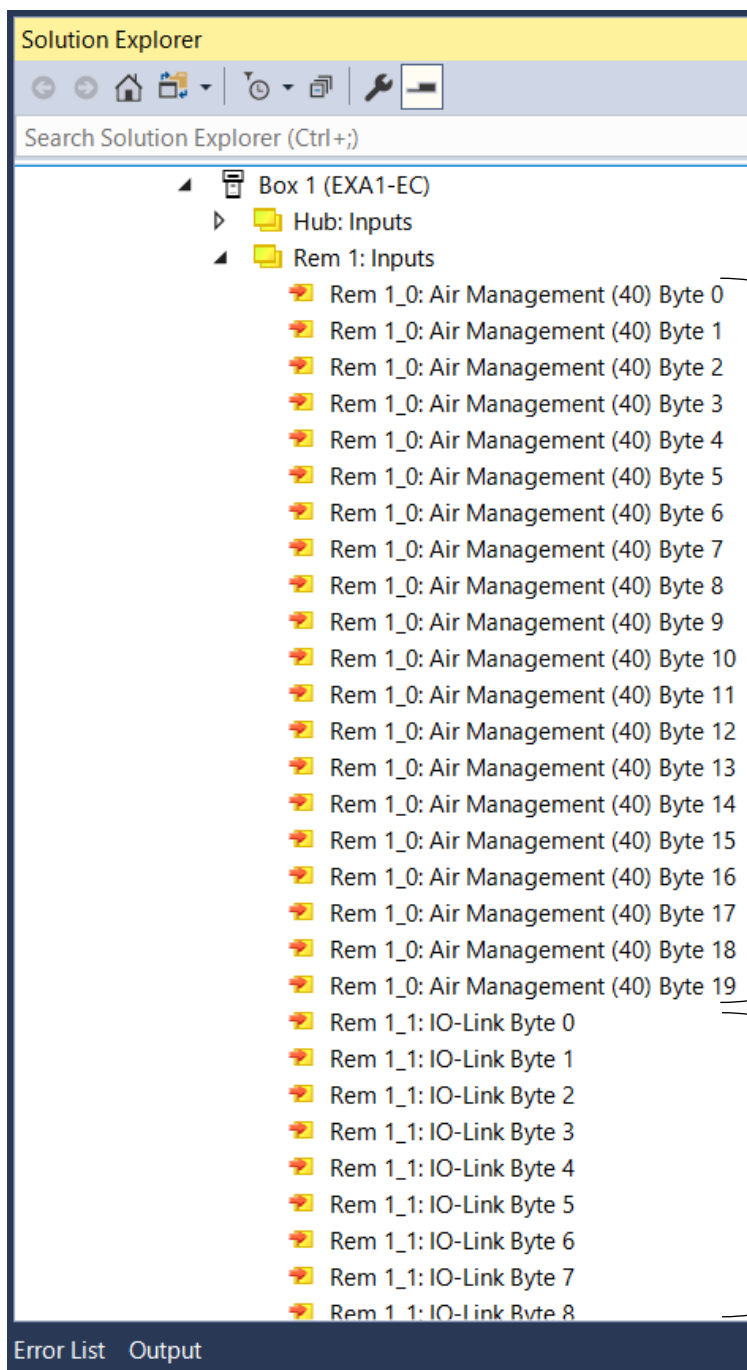 Solution Explorer
Search Solution Explorer (Ctrl+;)
Box 1 (EXA1-EC)
Hub: Inputs
Rem 1: Inputs
Rem 1_0: Air Management (40) Byte 0
Rem 1_0: Air Management (40) Byte 1
Rem 1_0: Air Management (40) Byte 2
Rem 1_0: Air Management (40) Byte 3
Rem 1_0: Air Management (40) Byte 4
Rem 1_0: Air Management (40) Byte 5
Rem 1_0: Air Management (40) Byte 6
Rem 1_0: Air Management (40) Byte 7
Rem 1_0: Air Management (40) Byte 8
Rem 1_0: Air Management (40) Byte 9
Rem 1_0: Air Management (40) Byte 10
Rem 1_0: Air Management (40) Byte 11
Rem 1_0: Air Management (40) Byte 12
Rem 1_0: Air Management (40) Byte 13
Rem 1_0: Air Management (40) Byte 14
Rem 1_0: Air Management (40) Byte 15
Rem 1_0: Air Management (40) Byte 16
Rem 1_0: Air Management (40) Byte 17
Rem 1_0: Air Management (40) Byte 18
Rem 1_0: Air Management (40) Byte 19
Rem 1_1: IO-Link Byte 0
Rem 1_1: IO-Link Byte 1
Rem 1_1: IO-Link Byte 2
Rem 1_1: IO-Link Byte 3
Rem 1_1: IO-Link Byte 4
Rem 1_1: IO-Link Byte 5
Rem 1_1: IO-Link Byte 6
Rem 1_1: IO-Link Byte 7
Rem 1_1: IO-Link Byte 8
Error List Output